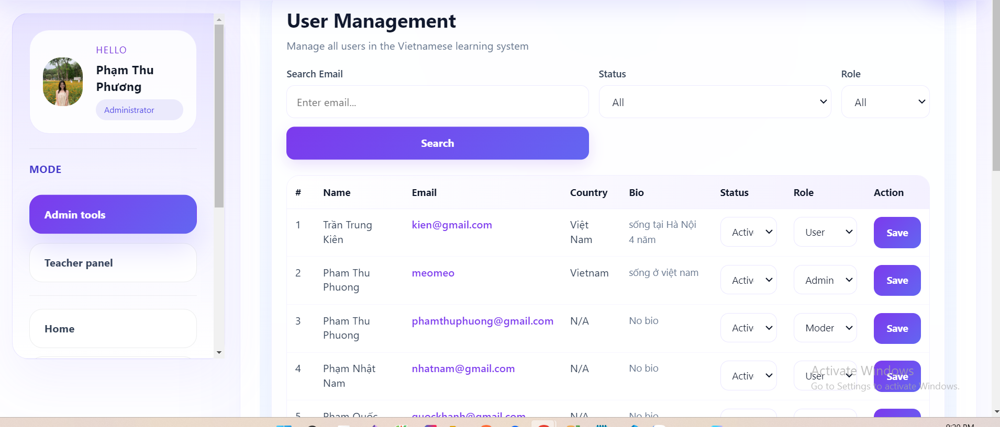 HELLO
Phạm Thu
Phương
Administrator
MODE
Admin tools
Teacher panel
Home
User Management
Manage all users in the Vietnamese learning system
Search Email
Status
Role
Enter email...
All
All
Search
# Name Email Country Bio Status Role Action
1 Trần Trung Kiên kien@gmail.com Việt Nam sống tại Hà Nội 4 năm Activ User Save
2 Pham Thu Phuong meomeo Vietnam sống ở việt nam Activ Admin Save
3 Pham Thu Phuong phamthuphuong@gmail.com N/A No bio Activ Moder Save
4 Phạm Nhật Nam nhatnam@gmail.com N/A No bio Activ User Save
5 Phạm Quốc quockhanh@gmail.com N/A No bio
Activate Windows
Go to Settings to activate Windows.
9:20 PM